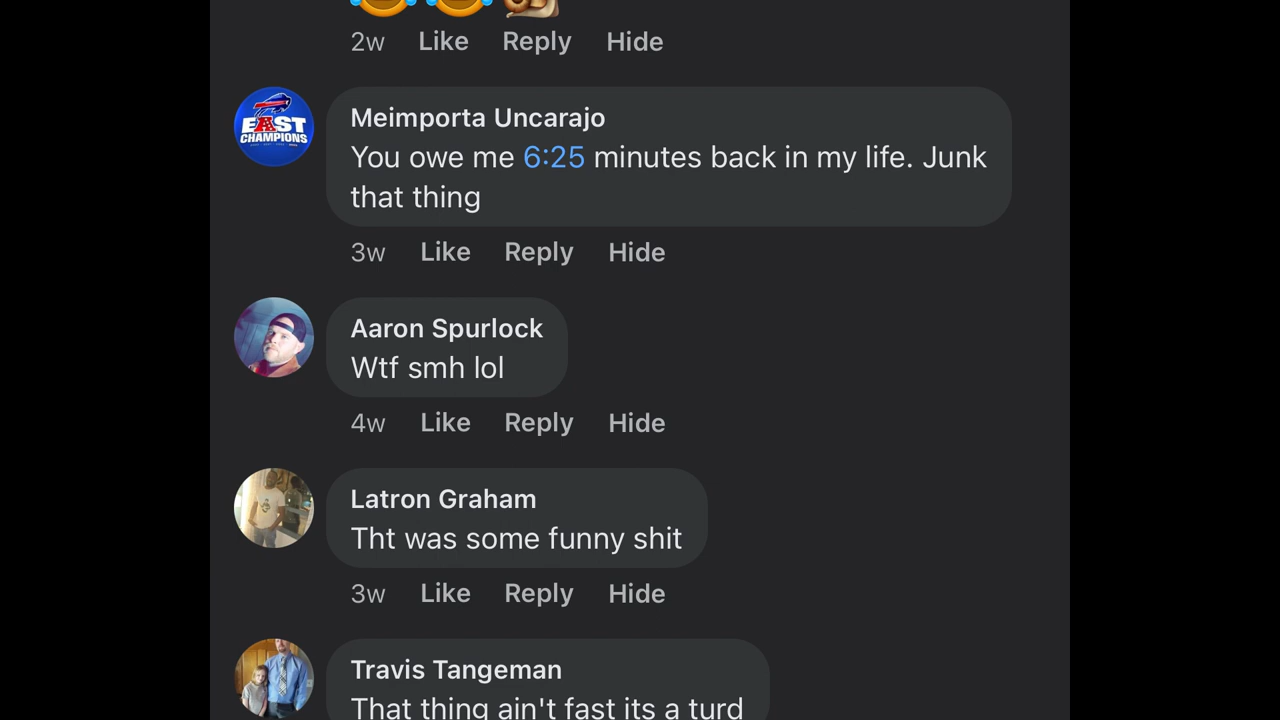 2w Like Reply Hide
EAST
CHAMPIONS
Meimporta Uncarajo
You owe me 6:25 minutes back in my life. Junk
that thing
3w Like Reply Hide
Aaron Spurlock
Wtf smh lol
4w Like Reply Hide
Latron Graham
Tht was some funny shit
3w Like Reply Hide
Travis Tangeman
That thing ain't fast its a turd